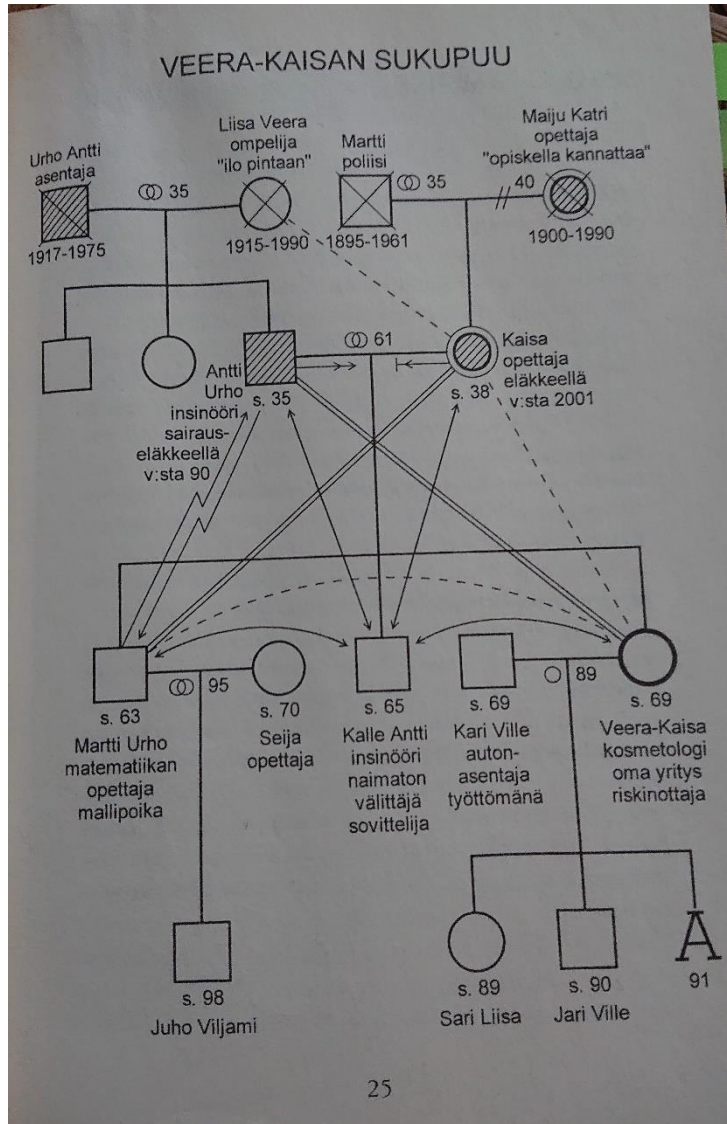 VEERA-KAISAN SUKUPUU
Urho Antti
asentaja
1917-1975
35
Liisa Veera
ompelija
"ilo pintaan"
1915-1990
Martti
poliisi
1895-1961
35
40
Maiju Katri
opettaja
"opiskella kannattaa"
1900-1990
Antti
Urho
insinööri
sairaus-
eläkkeellä
v:sta 90
s. 35
61
s. 38
Kaisa
opettaja
eläkkeellä
v:sta 2001
s. 63
Martti Urho
matematiikan
opettaja
mallipoika
95
s. 70
Seija
opettaja
s. 65
Kalle Antti
insinööri
naimaton
välittäjä
sovittelija
s. 69
Kari Ville
auton-
asentaja
työttömänä
89
s. 69
Veera-Kaisa
kosmetologi
oma yritys
riskinottaja
s. 98
Juho Viljami
s. 89
Sari Liisa
s. 90
Jari Ville
A
91
25